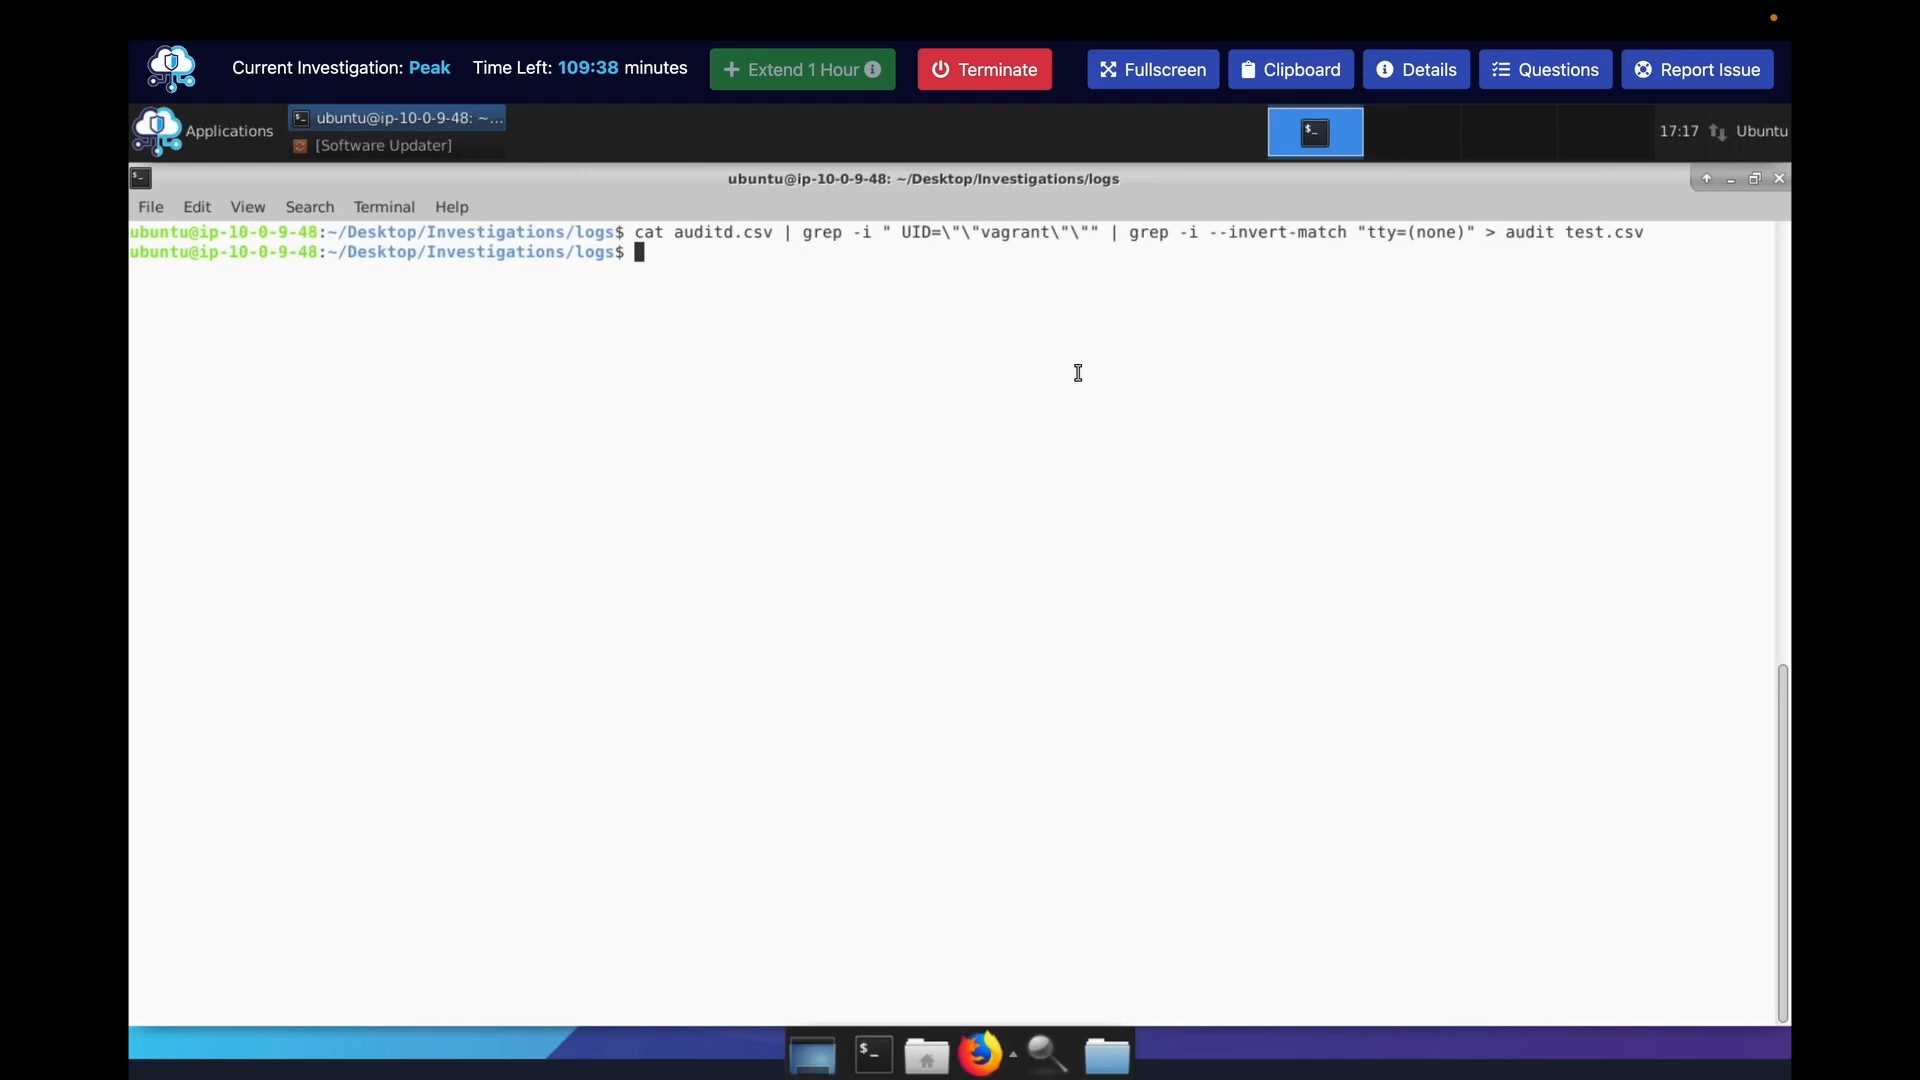 Current Investigation: Peak Time Left: 109:38 minutes + Extend 1 Hour Terminate Fullscreen Clipboard Details Questions Report Issue
Applications ubuntu@ip-10-0-9-48: ~... 17:17 Ubuntu
[Software Updater]
ubuntu@ip-10-0-9-48: ~/Desktop/Investigations/logs
File Edit View Search Terminal Help
ubuntu@ip-10-0-9-48:~/Desktop/Investigations/logs$ cat auditd.csv | grep -i " UID=\"\"vagrant\"\"" | grep -i --invert-match "tty=(none)" > audit test.csv
ubuntu@ip-10-0-9-48:~/Desktop/Investigations/logs$